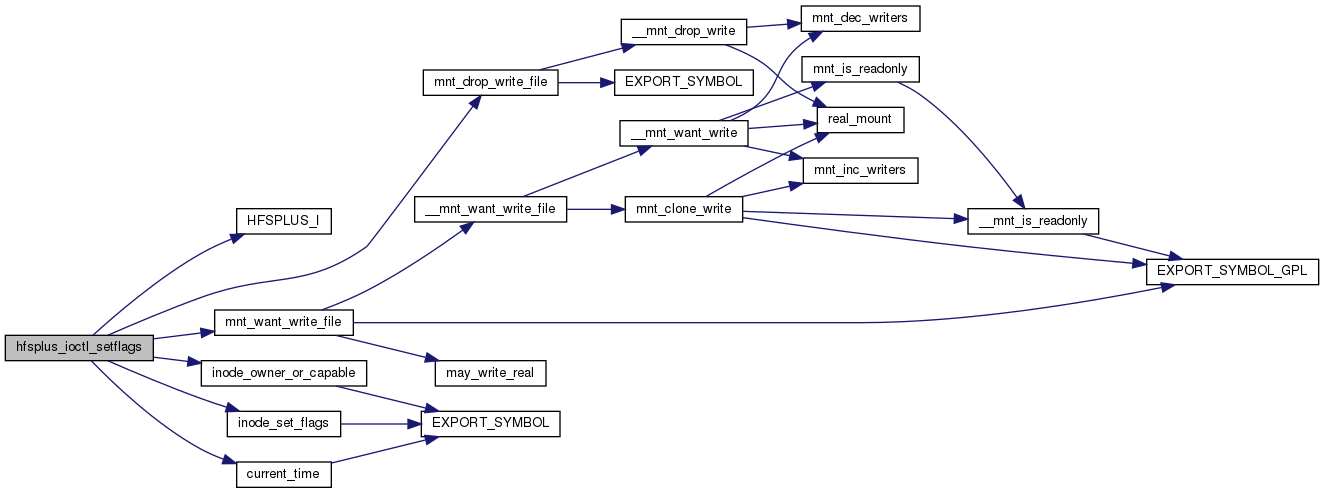 mnt_dec_writers
__mnt_drop_write
mnt_is_readonly
mnt_drop_write_file
EXPORT_SYMBOL
real_mount
__mnt_want_write
mnt_inc_writers
HFSPLUS_I
__mnt_want_write_file
mnt_clone_write
__mnt_is_readonly
EXPORT_SYMBOL_GPL
mnt_want_write_file
hfsplus_ioctl_setflags
inode_owner_or_capable
may_write_real
inode_set_flags
EXPORT_SYMBOL
current_time